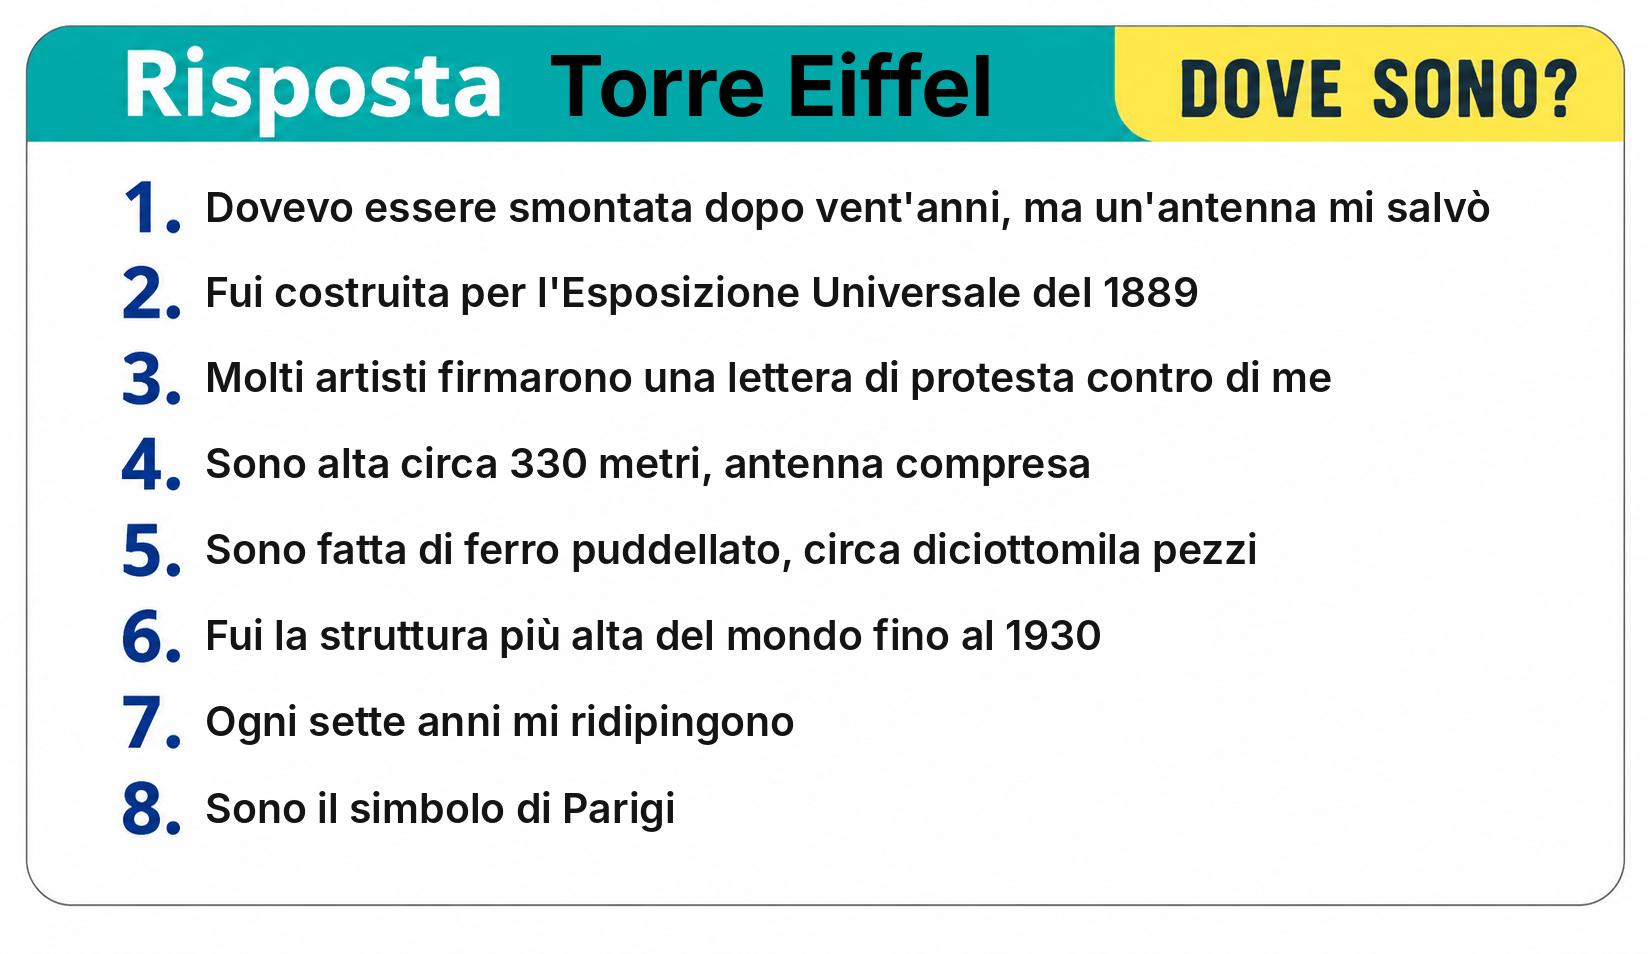 Risposta Torre Eiffel DOVE SONO?
1. Dovevo essere smontata dopo vent'anni, ma un'antenna mi salvò
2. Fui costruita per l'Esposizione Universale del 1889
3. Molti artisti firmarono una lettera di protesta contro di me
4. Sono alta circa 330 metri, antenna compresa
5. Sono fatta di ferro puddellato, circa diciottomila pezzi
6. Fui la struttura più alta del mondo fino al 1930
7. Ogni sette anni mi ridipingono
8. Sono il simbolo di Parigi